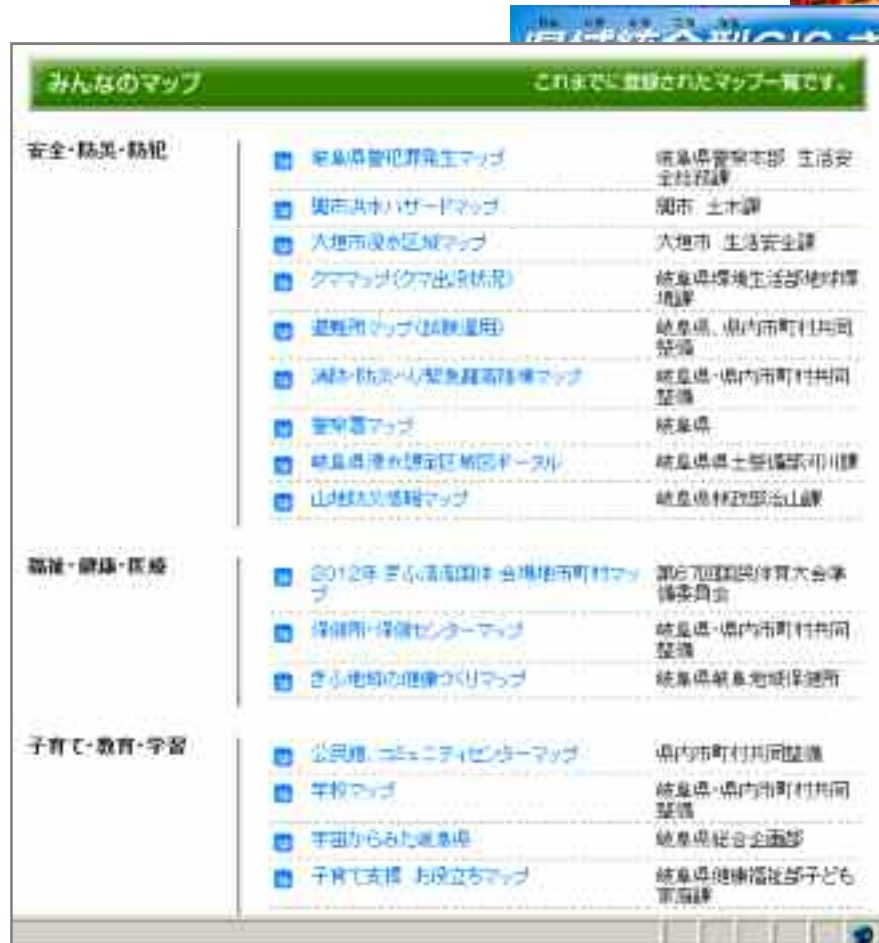 県域統合型GIS
みんなのマップ これまでに登録されたマップ一覧です。
安全・防災・防犯
岐阜県警犯罪発生マップ 岐阜県警察本部 生活安
全総務課
関市洪水ハザードマップ 関市 土木課
大垣市浸水区域マップ 大垣市 生活安全課
クママップ(クマ出没状況) 岐阜県環境生活部地球環
境課
避難所マップ(試験運用) 岐阜県、県内市町村共同
整備
消防・防災ヘリ緊急離着陸場マップ 岐阜県・県内市町村共同
整備
警察署マップ 岐阜県
岐阜県浸水想定区域図ポータル 岐阜県県土整備部河川課
山地防災情報マップ 岐阜県林政部治山課
福祉・健康・医療
2012年 ぎふ清流国体 会場地市町村マッ 第67回国民体育大会準
プ 備委員会
保健所・保健センターマップ 岐阜県・県内市町村共同
整備
ぎふ地域の健康づくりマップ 岐阜県岐阜地域保健所
子育て・教育・学習
公民館、コミュニティセンターマップ 県内市町村共同整備
学校マップ 岐阜県・県内市町村共同
整備
宇宙からみた岐阜県 岐阜県総合企画部
子育て支援 お役立ちマップ 岐阜県健康福祉部子ども
家庭課